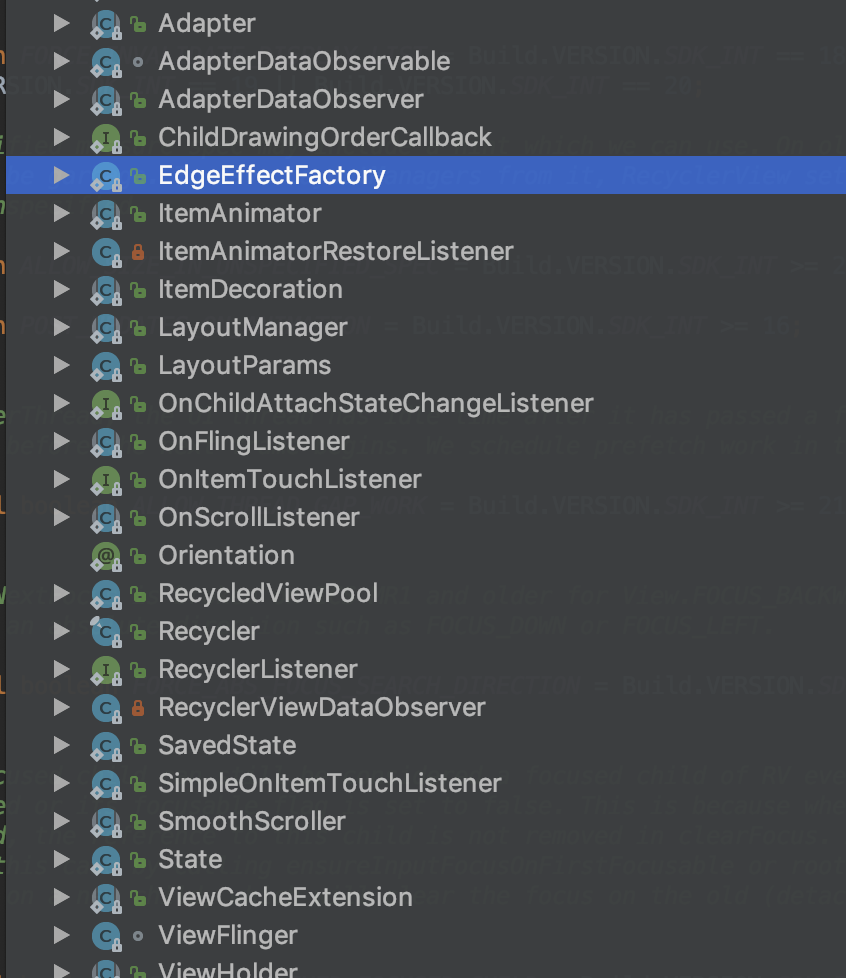 Adapter
AdapterDataObservable
AdapterDataObserver
ChildDrawingOrderCallback
EdgeEffectFactory
ItemAnimator
ItemAnimatorRestoreListener
ItemDecoration
LayoutManager
LayoutParams
OnChildAttachStateChangeListener
OnFlingListener
OnItemTouchListener
OnScrollListener
Orientation
RecycledViewPool
Recycler
RecyclerListener
RecyclerViewDataObserver
SavedState
SimpleOnItemTouchListener
SmoothScroller
State
ViewCacheExtension
ViewFlinger
ViewHolder